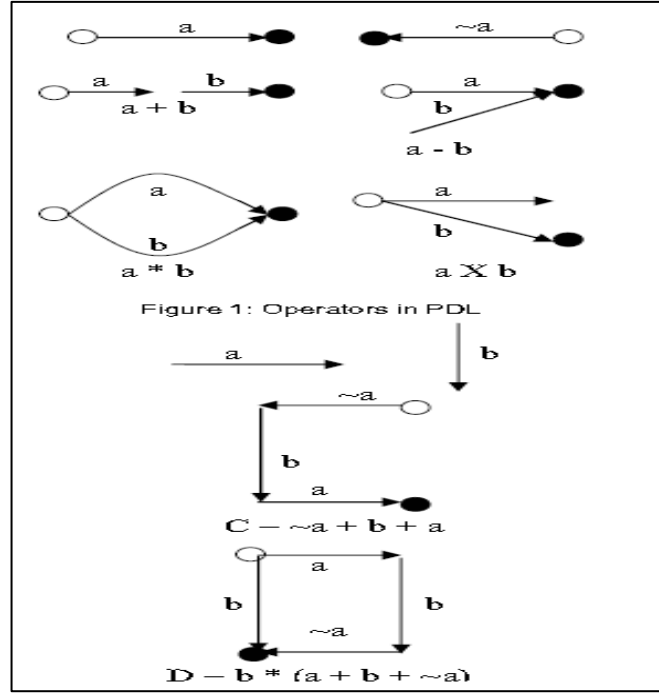 a ~a
a b a
a + b b
a - b
a a
b b
a * b a X b
Figure 1: Operators in PDL
b
a
~a
b
a
C – ~a + b + a
a
b b
~a
D – b * (a + b + ~a)